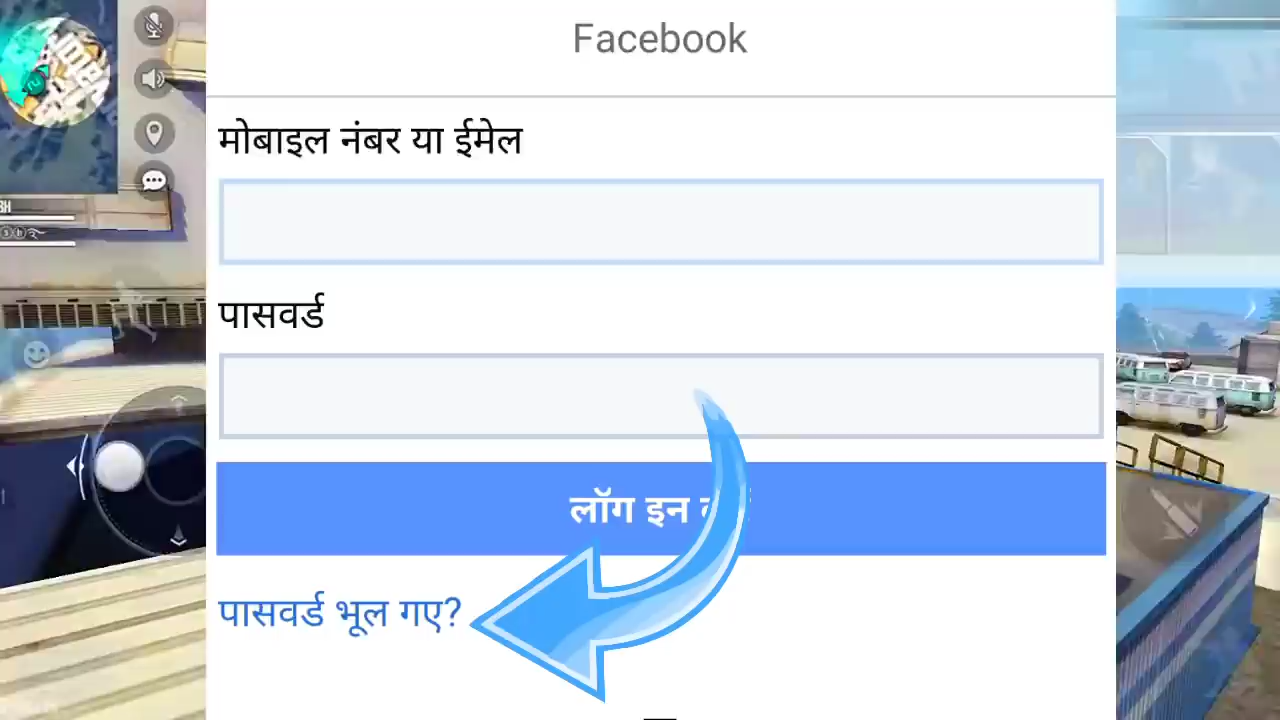 Facebook
मोबाइल नंबर या ईमेल
पासवर्ड
लॉग इन
पासवर्ड भूल गए?